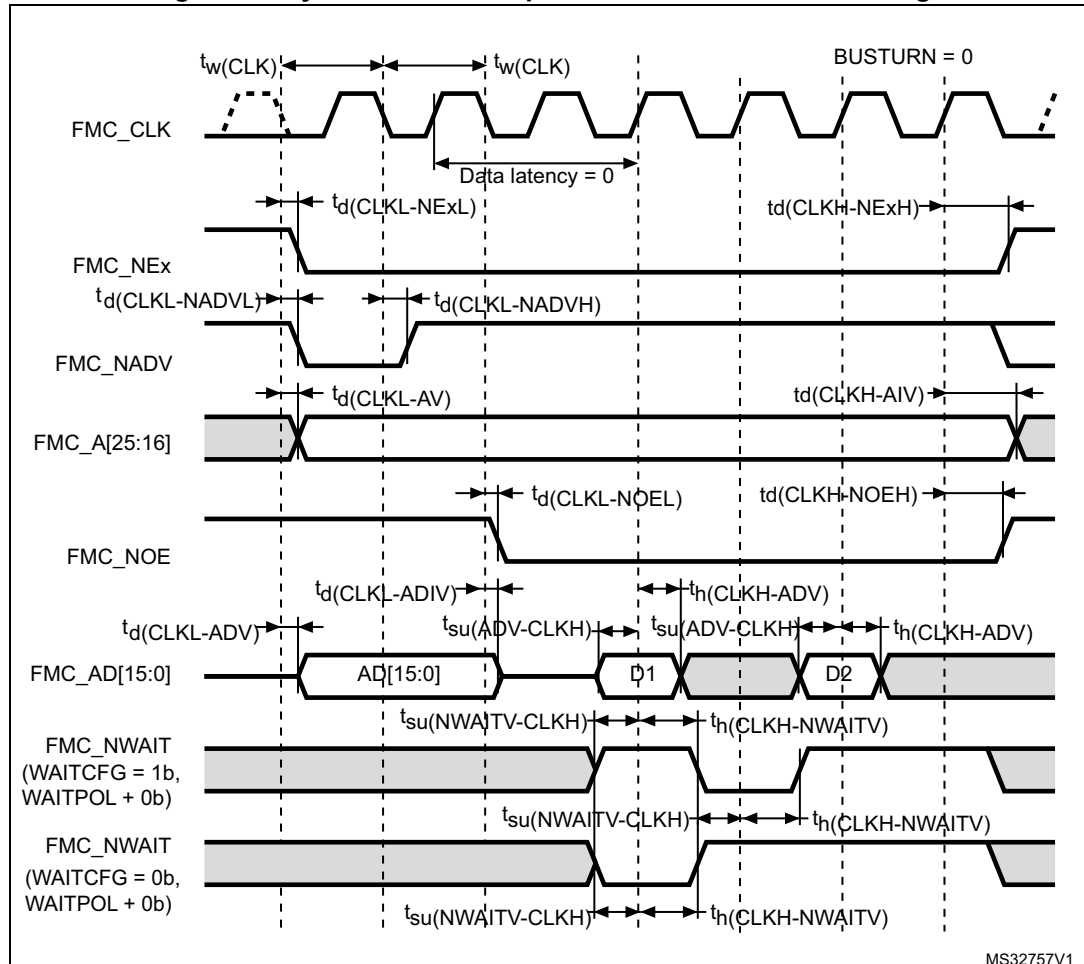 tw(CLK) tw(CLK) BUSTURN = 0
FMC_CLK
Data latency = 0
td(CLKL-NExL) td(CLKH-NExH)
FMC_NEx
td(CLKL-NADVL) td(CLKL-NADVH)
FMC_NADV
td(CLKL-AV) td(CLKH-AIV)
FMC_A[25:16]
td(CLKL-NOEL) td(CLKH-NOEH)
FMC_NOE
td(CLKL-ADIV) th(CLKH-ADV)
td(CLKL-ADV) tsu(ADV-CLKH) tsu(ADV-CLKH) th(CLKH-ADV)
FMC_AD[15:0] AD[15:0] D1 D2
tsu(NWAITV-CLKH) th(CLKH-NWAITV)
FMC_NWAIT
(WAITCFG = 1b,
WAITPOL + 0b)
tsu(NWAITV-CLKH) th(CLKH-NWAITV)
FMC_NWAIT
(WAITCFG = 0b,
WAITPOL + 0b)
tsu(NWAITV-CLKH) th(CLKH-NWAITV)
MS32757V1